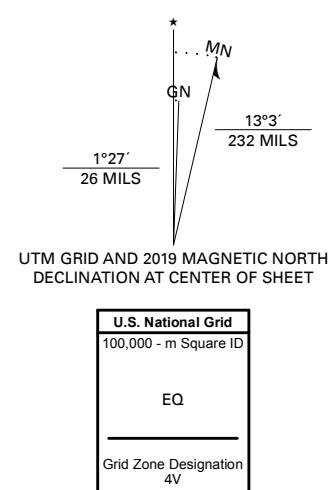 ★
MN
GN
13°3´
232 MILS
1°27´
26 MILS
UTM GRID AND 2019 MAGNETIC NORTH
DECLINATION AT CENTER OF SHEET
U.S. National Grid
100,000 - m Square ID
EQ
Grid Zone Designation
4V